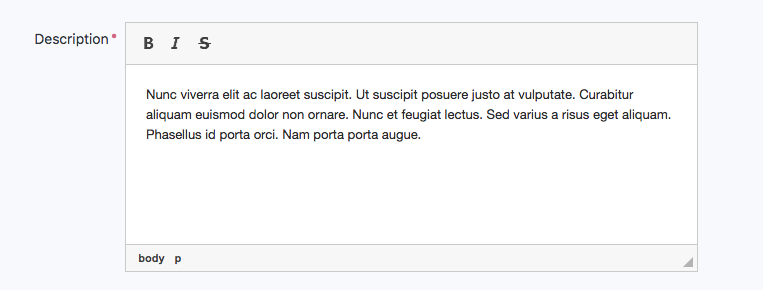 Description*
B I S
Nunc viverra elit ac laoreet suscipit. Ut suscipit posuere justo at vulputate. Curabitur
aliquam euismod dolor non ornare. Nunc et feugiat lectus. Sed varius a risus eget aliquam.
Phasellus id porta orci. Nam porta porta augue.
body p